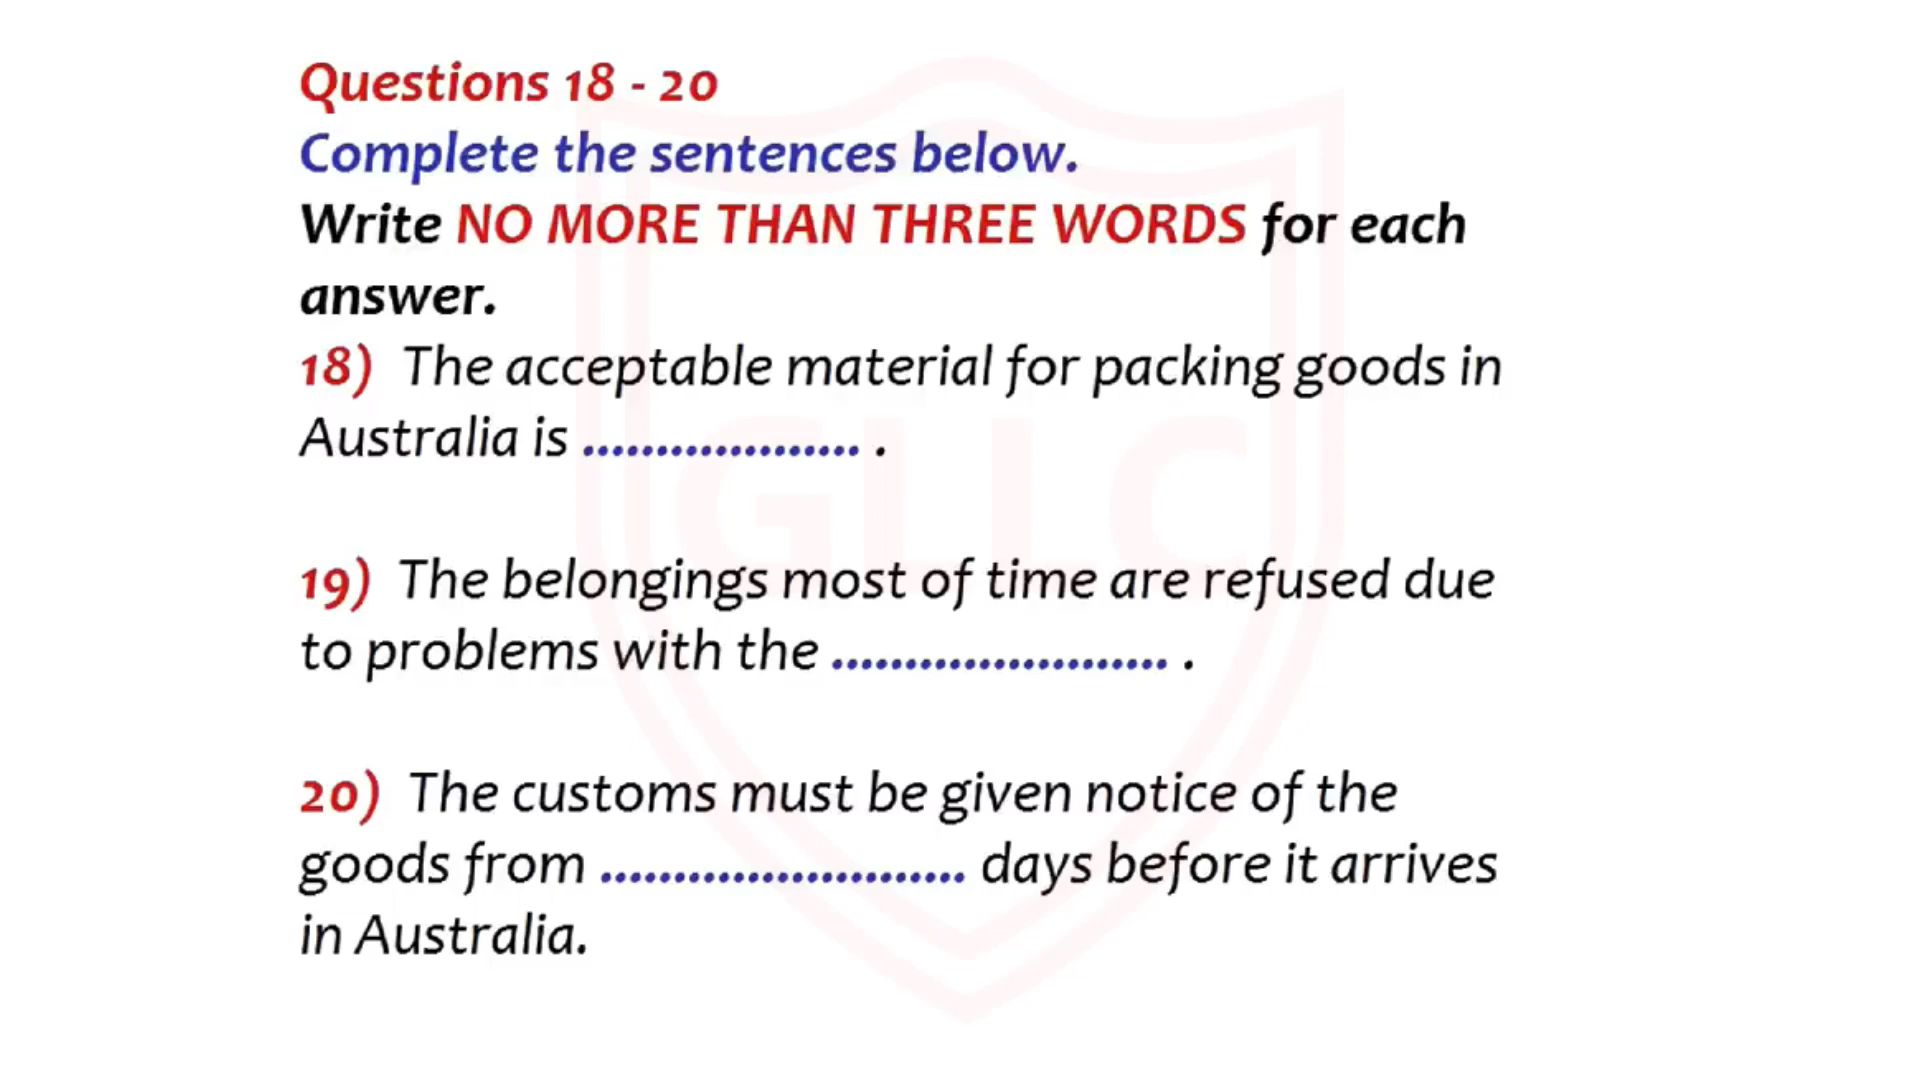 Questions 18 - 20
Complete the sentences below.
Write NO MORE THAN THREE WORDS for each
answer.
18) The acceptable material for packing goods in
Australia is ................... .
19) The belongings most of time are refused due
to problems with the ....................... .
20) The customs must be given notice of the
goods from ......................... days before it arrives
in Australia.
GLLC